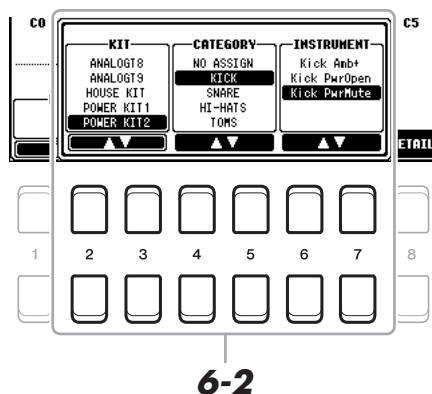 C0
C5
KIT
CATEGORY
INSTRUMENT
ANALOGT8
ANALOGT9
HOUSE KIT
POWER KIT1
POWER KIT2
NO ASSIGN
KICK
SNARE
HI-HATS
TOMS
Kick Amb+
Kick PwrOpen
Kick PwrMute
ETAIL
1 2 3 4 5 6 7 8
6-2